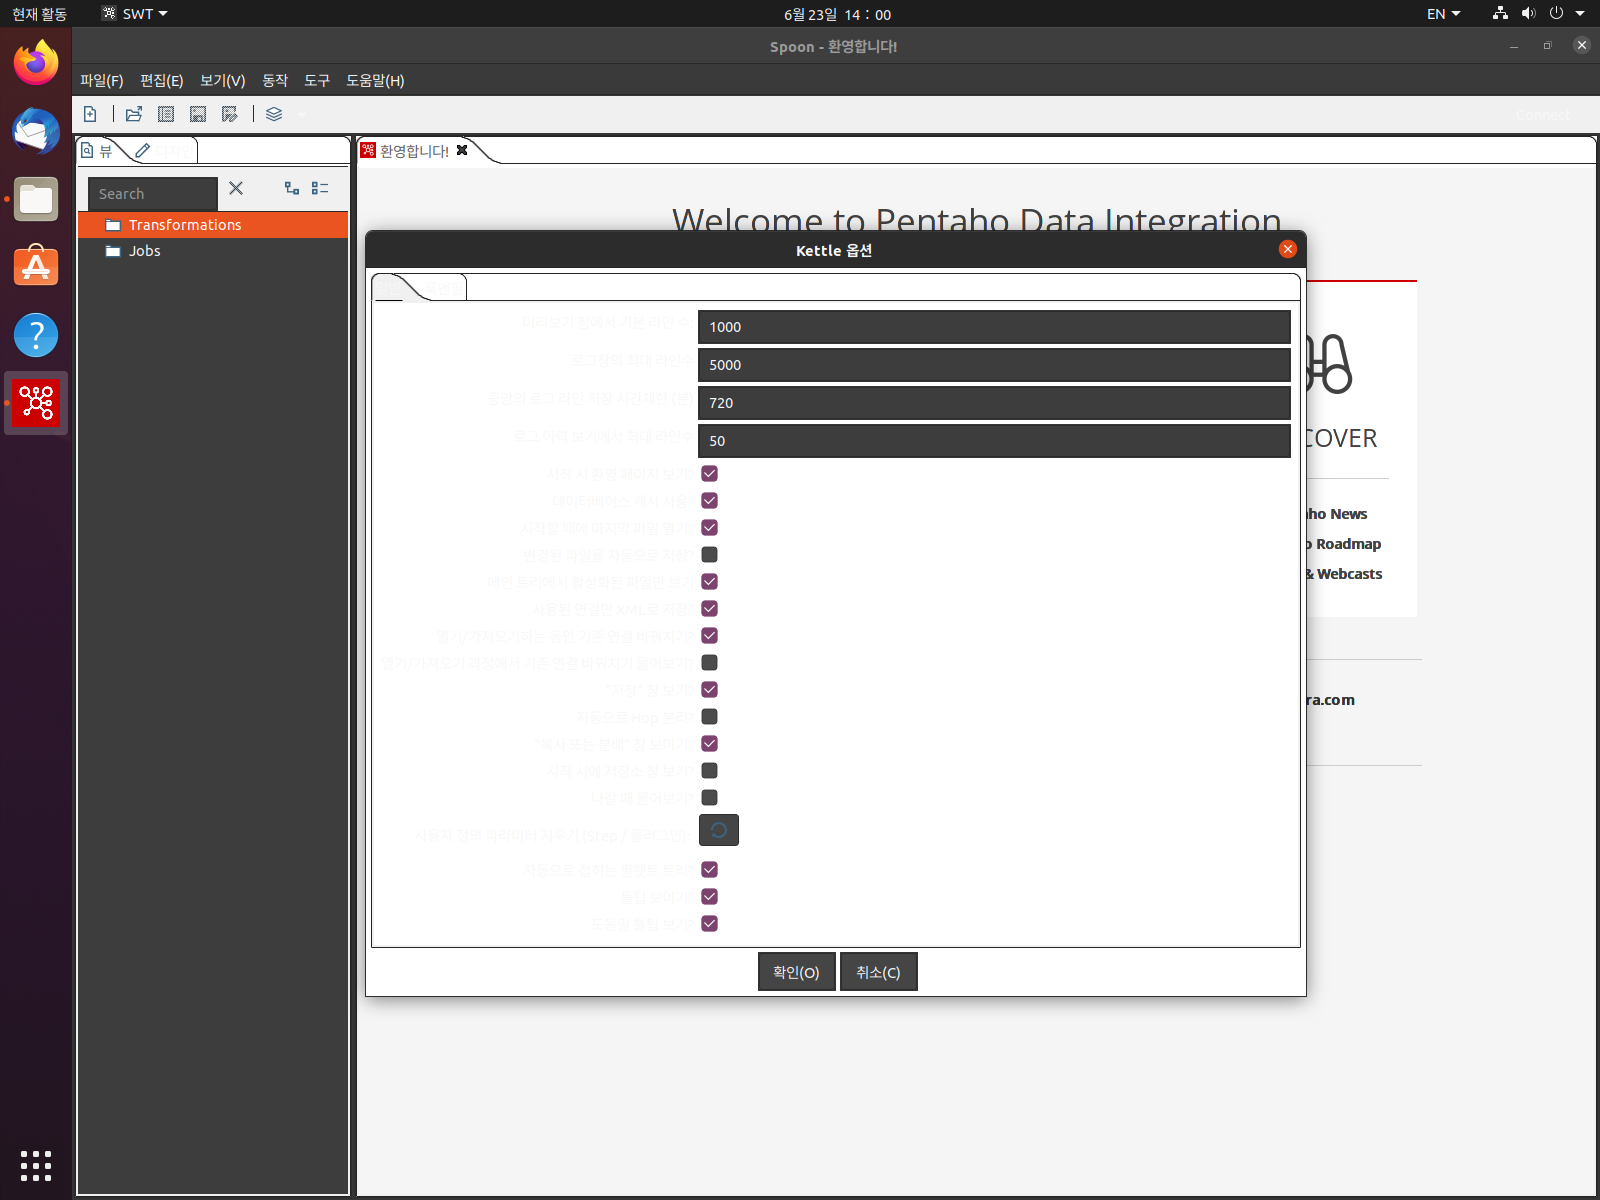 현재 활동
SWT
6월 23일 14 : 00
EN
Spoon - 환영합니다!
파일(F) 편집(E) 보기(V) 동작 도구 도움말(H)
Connect
뷰
디자인
환영합니다!
Search
Transformations
Jobs
Welcome to Pentaho Data Integration
Kettle 옵션
미리보기 창에서 기본 라인 수:
1000
로그창의 최대 라인수
5000
중앙의 로그 라인 저장 시간제한 (분)
720
로그 이력 보기에서 최대 라인수
50
시작 시 환영 페이지 보기?
데이터베이스 캐시 사용?
시작할 때에 마지막 파일 열기?
변경된 파일을 자동으로 저장?
메인 트리에서 활성화된 파일만 보기
사용된 연결만 XML로 저장?
열기/가져오기하는 동안 기존 연결 바꿔치기?
열기/가져오기 과정에서 기존 연결 바꿔치기 물어보기?
"저장" 창 보기?
자동으로 Hop 분리?
"복사 또는 분배" 창 보이기?
시작 시에 저장소 창 보기?
나갈 때 물어보기?
사용자 정의 파라미터 지우기 (Step / 플러그인):
자동으로 접히는 팔레트 트리?
툴팁 보이기?
도움말 툴팁 보기?
확인(O) 취소(C)
COVER
ho News
Roadmap
& Webcasts
ra.com